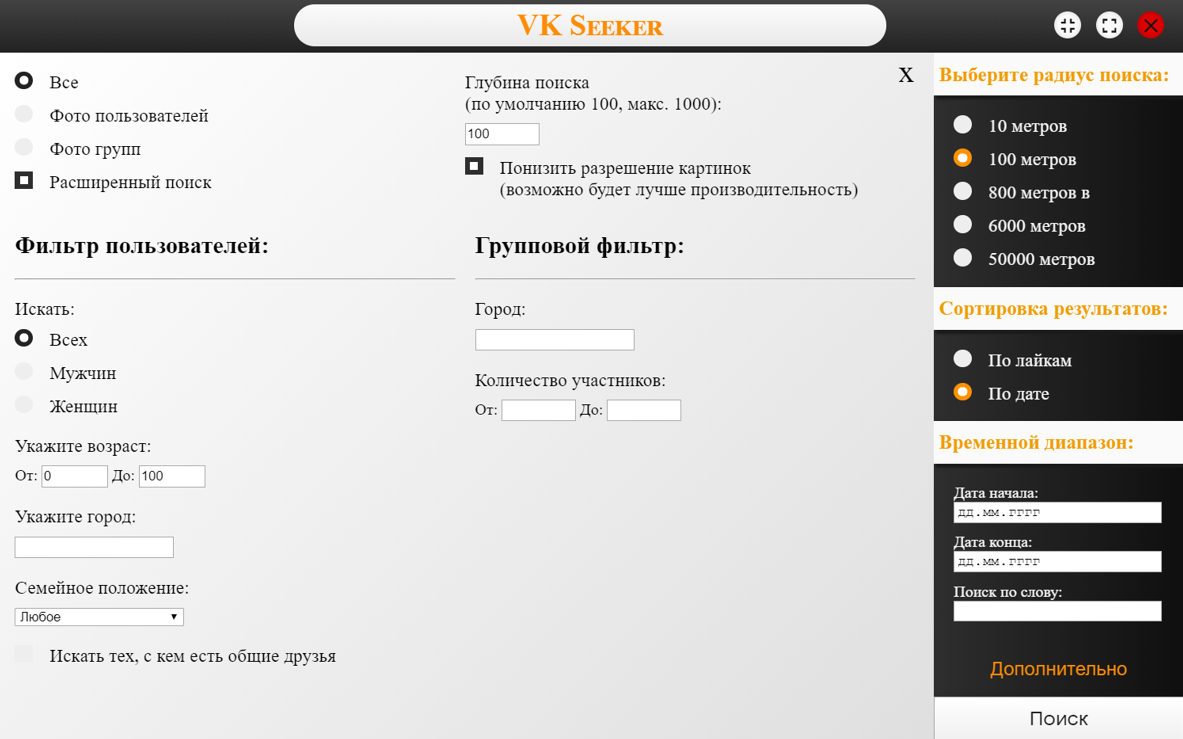 VK Seeker
Все
Фото пользователей
Фото групп
Расширенный поиск
Глубина поиска
(по умолчанию 100, макс. 1000):
100
Понизить разрешение картинок
(возможно будет лучше производительность)
X
Фильтр пользователей:
Искать:
Всех
Мужчин
Женщин
Укажите возраст:
От: 0 До: 100
Укажите город:
Семейное положение:
Любое
Искать тех, с кем есть общие друзья
Групповой фильтр:
Город:
Количество участников:
От: До:
Выберите радиус поиска:
10 метров
100 метров
800 метров в
6000 метров
50000 метров
Сортировка результатов:
По лайкам
По дате
Временной диапазон:
Дата начала:
дд.мм.гггг
Дата конца:
дд.мм.гггг
Поиск по слову:
Дополнительно
Поиск